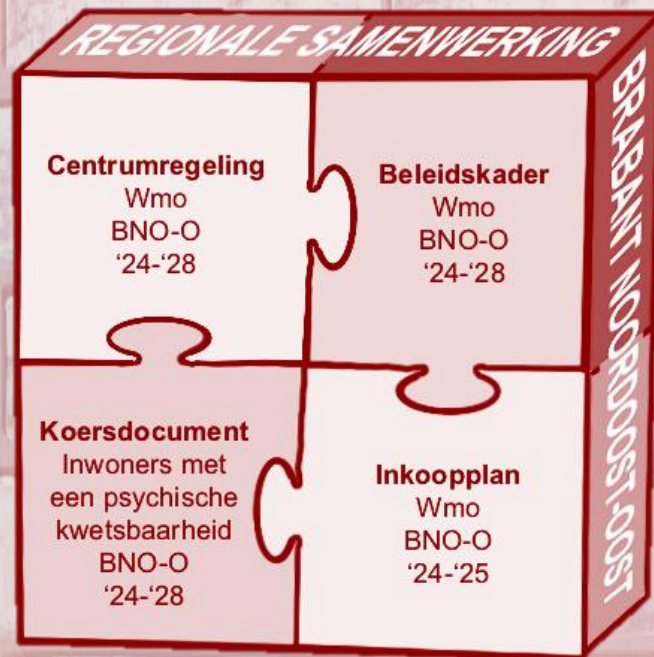 REGIONALE SAMENWERKING
BRABANT NOORDOOST-OOST
Centrumregeling
Wmo
BNO-O
‘24-‘28
Beleidskader
Wmo
BNO-O
‘24-‘28
Koersdocument
Inwoners met
een psychische
kwetsbaarheid
BNO-O
‘24-‘28
Inkoopplan
Wmo
BNO-O
‘24-‘25